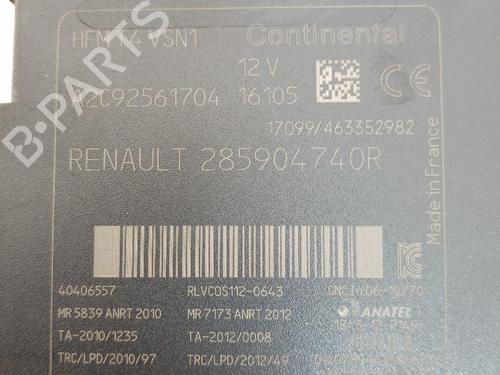 HFM T4 VSN1 Continental
12 V
A2C92561704 16105
17099/463352982
RENAULT 285904740R
Made in France
40406557 RLVCOS112-0643
MR 5839 ANRT 2010 MR 7173 ANRT 2012 ANATEL
TA-2010/1235 TA-2012/0008
TRC/LPD/2010/97 TRC/LPD/2012/49
B-PARTS